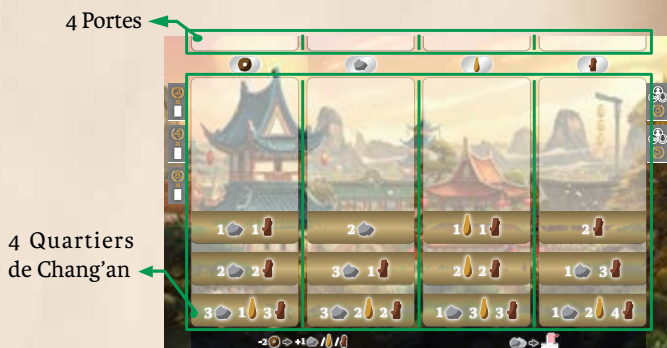 4 Portes
4 Quartiers
de Chang'an
1 1 2 1 1 2
2 2 3 1 2 2 1 3
3 1 3 3 2 2 1 3 3 1 2 4
-2 +1 / /